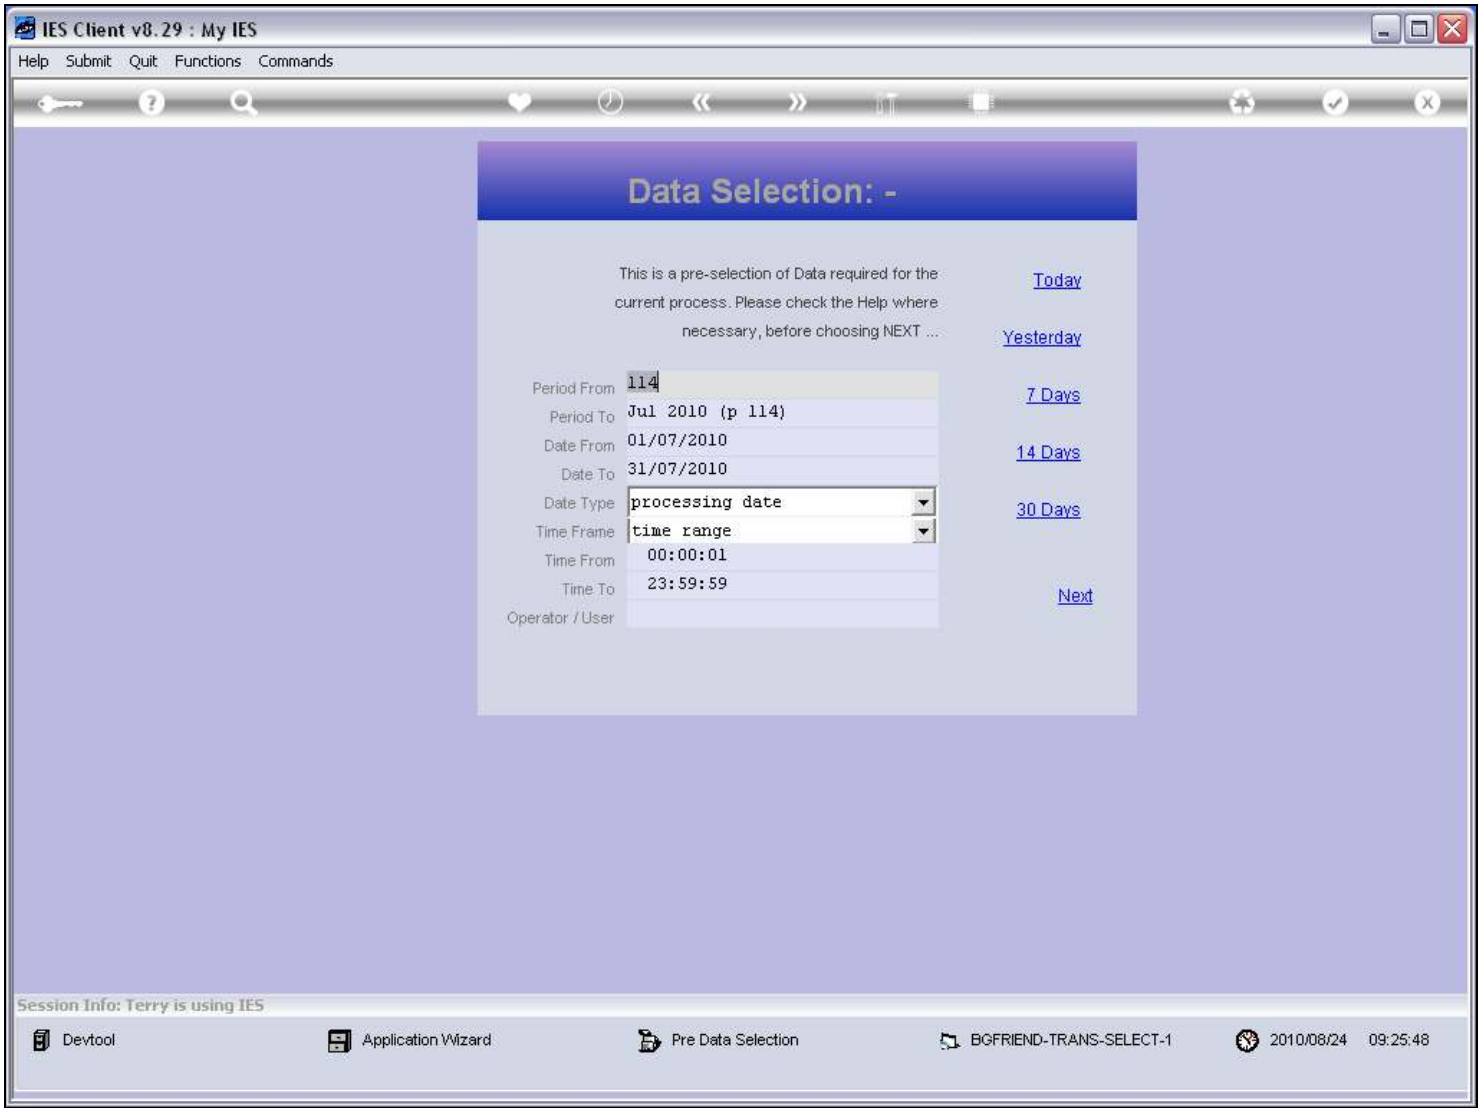 IES Client v8.29 : My IES
Help Submit Quit Functions Commands
Data Selection: -
This is a pre-selection of Data required for the
current process. Please check the Help where
necessary, before choosing NEXT ...
Today
Yesterday
7 Days
14 Days
30 Days
Next
Period From 114
Period To Jul 2010 (p 114)
Date From 01/07/2010
Date To 31/07/2010
Date Type processing date
Time Frame time range
Time From 00:00:01
Time To 23:59:59
Operator / User
Session Info: Terry is using IES
Devtool Application Wizard Pre Data Selection BGFRIEND-TRANS-SELECT-1 2010/08/24 09:25:48